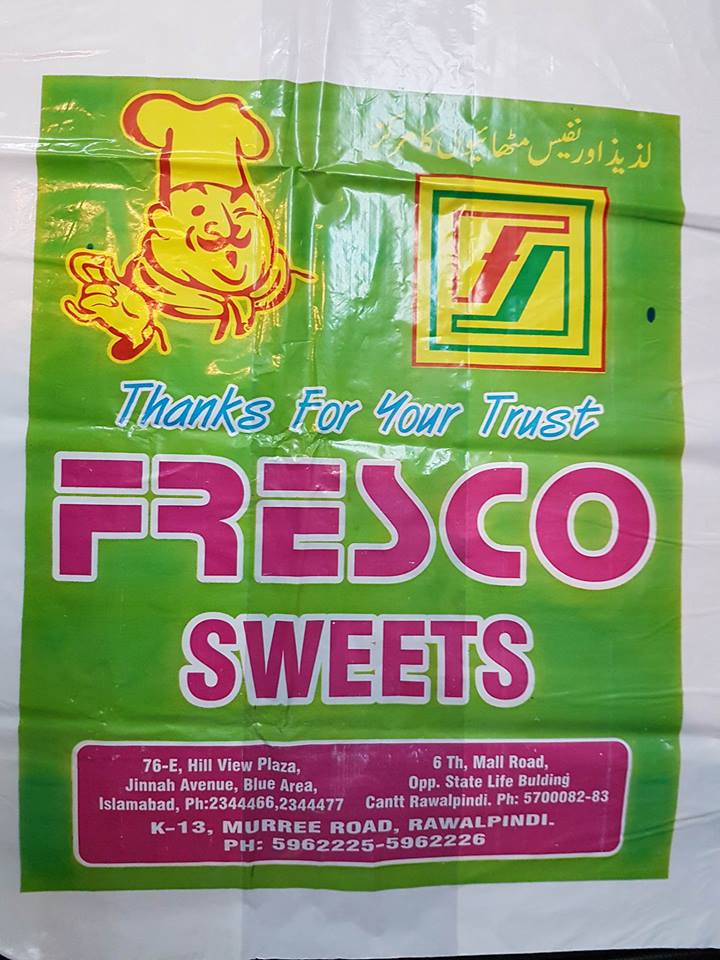 لذیذ اور نفیس مٹھائیوں کا مرکز
fs
Thanks For Your Trust
FRESCO
SWEETS
76-E, Hill View Plaza,
Jinnah Avenue, Blue Area,
Islamabad, Ph:2344466,2344477
6 Th, Mall Road,
Opp. State Life Bulding
Cantt Rawalpindi. Ph: 5700082-83
K-13, MURREE ROAD, RAWALPINDI.
PH: 5962225-5962226